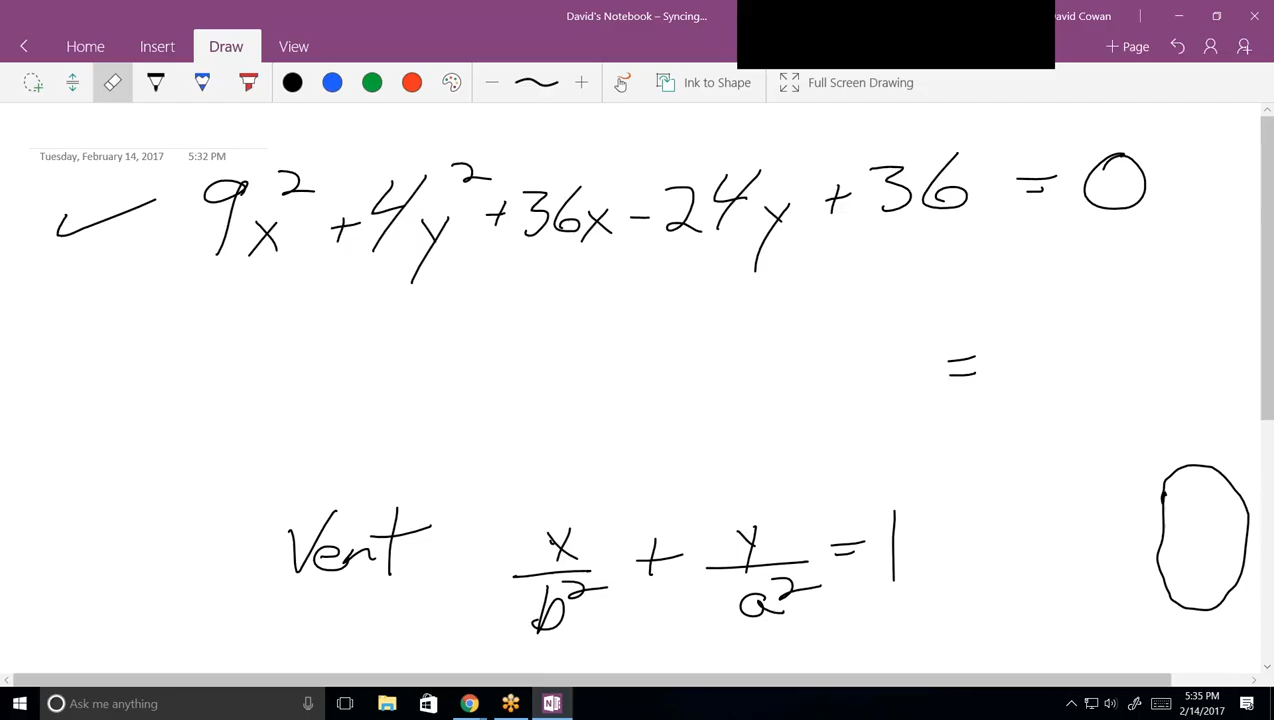 David's Notebook – Syncing...
avid Cowan
Home Insert Draw View
Page
Ink to Shape Full Screen Drawing
Tuesday, February 14, 2017 5:32 PM
9x² + 4y² + 36x - 24y + 36 = 0
=
Vert x/b² + y/a² = 1
Ask me anything
5:35 PM
2/14/2017